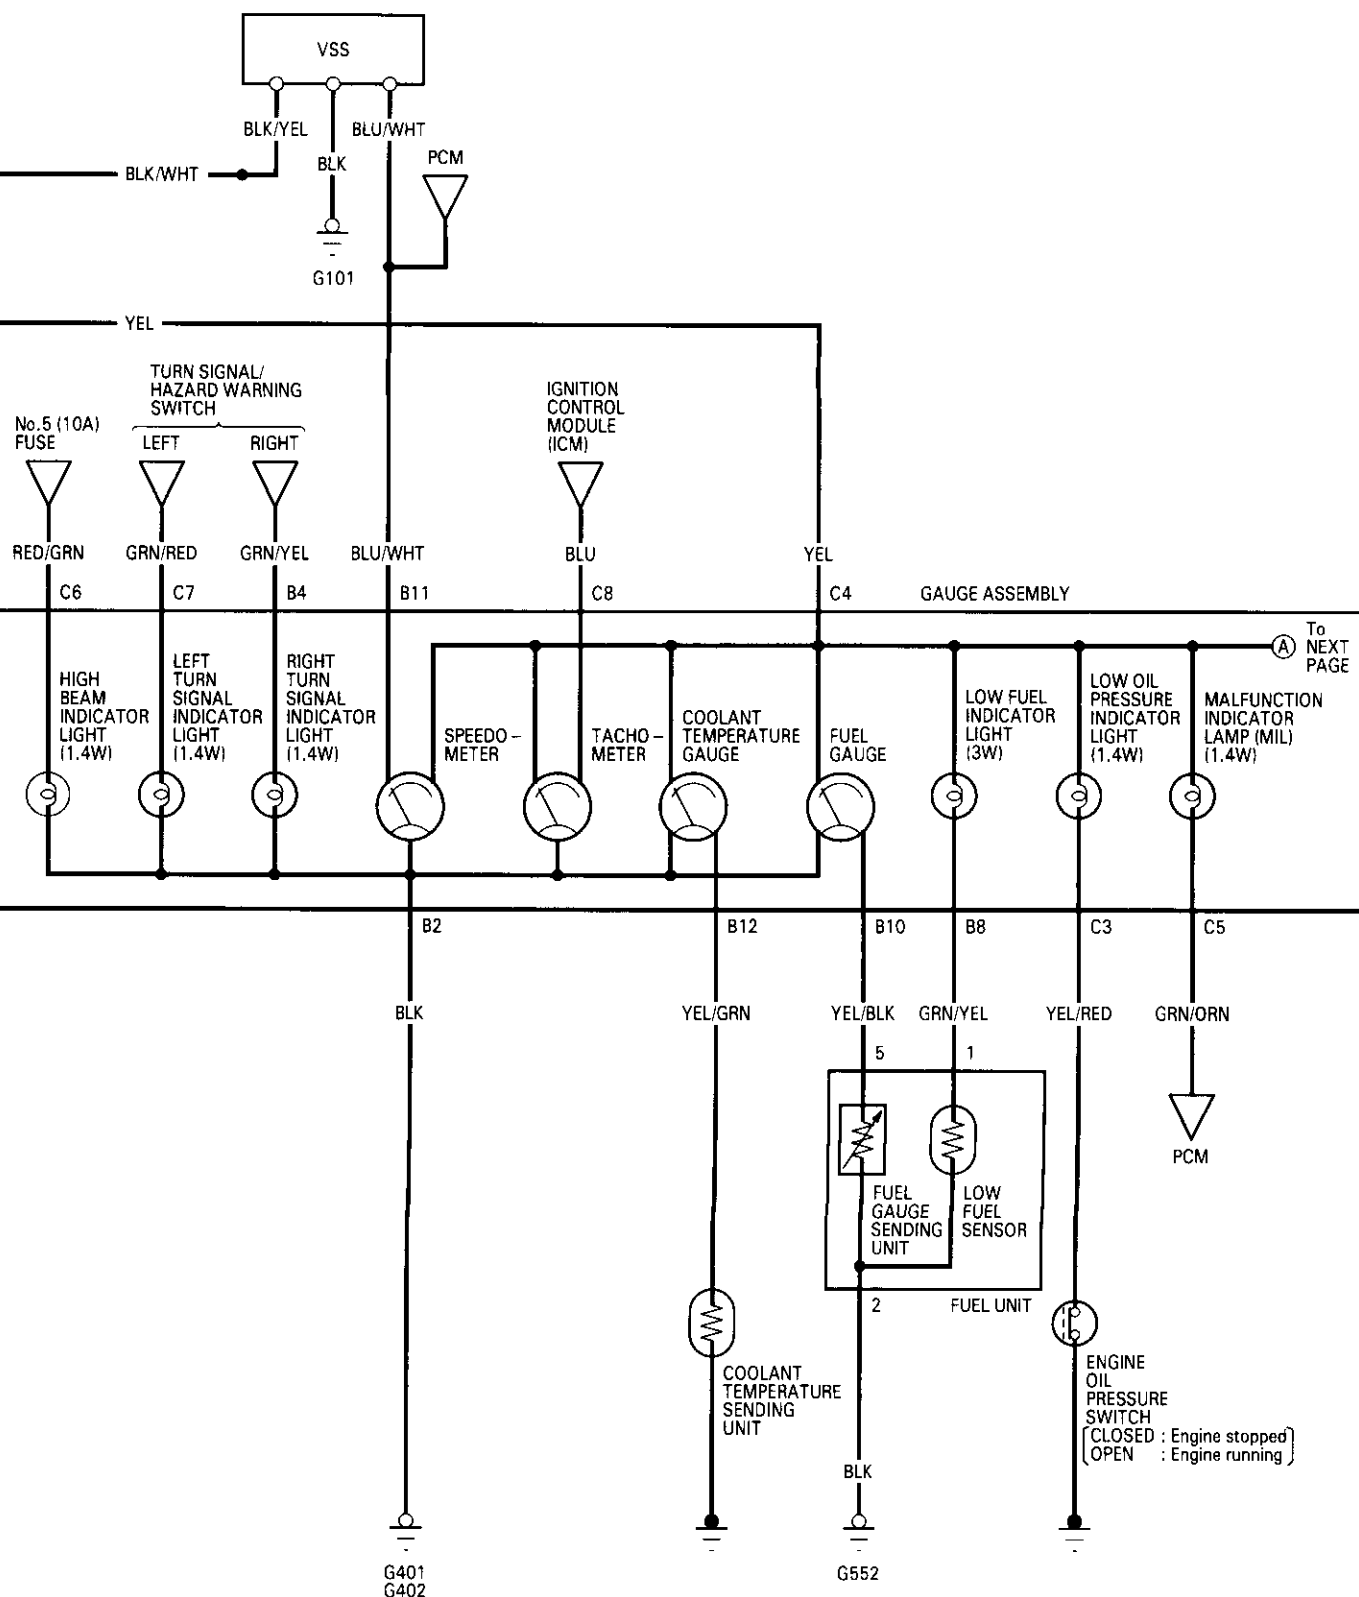 VSS
BLK/YEL
BLU/WHT
BLK
PCM
BLK/WHT
G101
YEL
TURN SIGNAL/
HAZARD WARNING
SWITCH
No.5 (10A)
FUSE
LEFT
RIGHT
IGNITION
CONTROL
MODULE
(ICM)
RED/GRN
GRN/RED
GRN/YEL
BLU/WHT
BLU
YEL
C6
C7
B4
B11
C8
C4
GAUGE ASSEMBLY
A
To
NEXT
PAGE
HIGH
BEAM
INDICATOR
LIGHT
(1.4W)
LEFT
TURN
SIGNAL
INDICATOR
LIGHT
(1.4W)
RIGHT
TURN
SIGNAL
INDICATOR
LIGHT
(1.4W)
SPEEDO –
METER
TACHO –
METER
COOLANT
TEMPERATURE
GAUGE
FUEL
GAUGE
LOW FUEL
INDICATOR
LIGHT
(3W)
LOW OIL
PRESSURE
INDICATOR
LIGHT
(1.4W)
MALFUNCTION
INDICATOR
LAMP (MIL)
(1.4W)
B2
B12
B10
B8
C3
C5
BLK
YEL/GRN
YEL/BLK
GRN/YEL
YEL/RED
GRN/ORN
5
1
PCM
FUEL
GAUGE
SENDING
UNIT
LOW
FUEL
SENSOR
2
FUEL UNIT
COOLANT
TEMPERATURE
SENDING
UNIT
ENGINE
OIL
PRESSURE
SWITCH
CLOSED : Engine stopped
OPEN : Engine running
BLK
G401
G402
G552